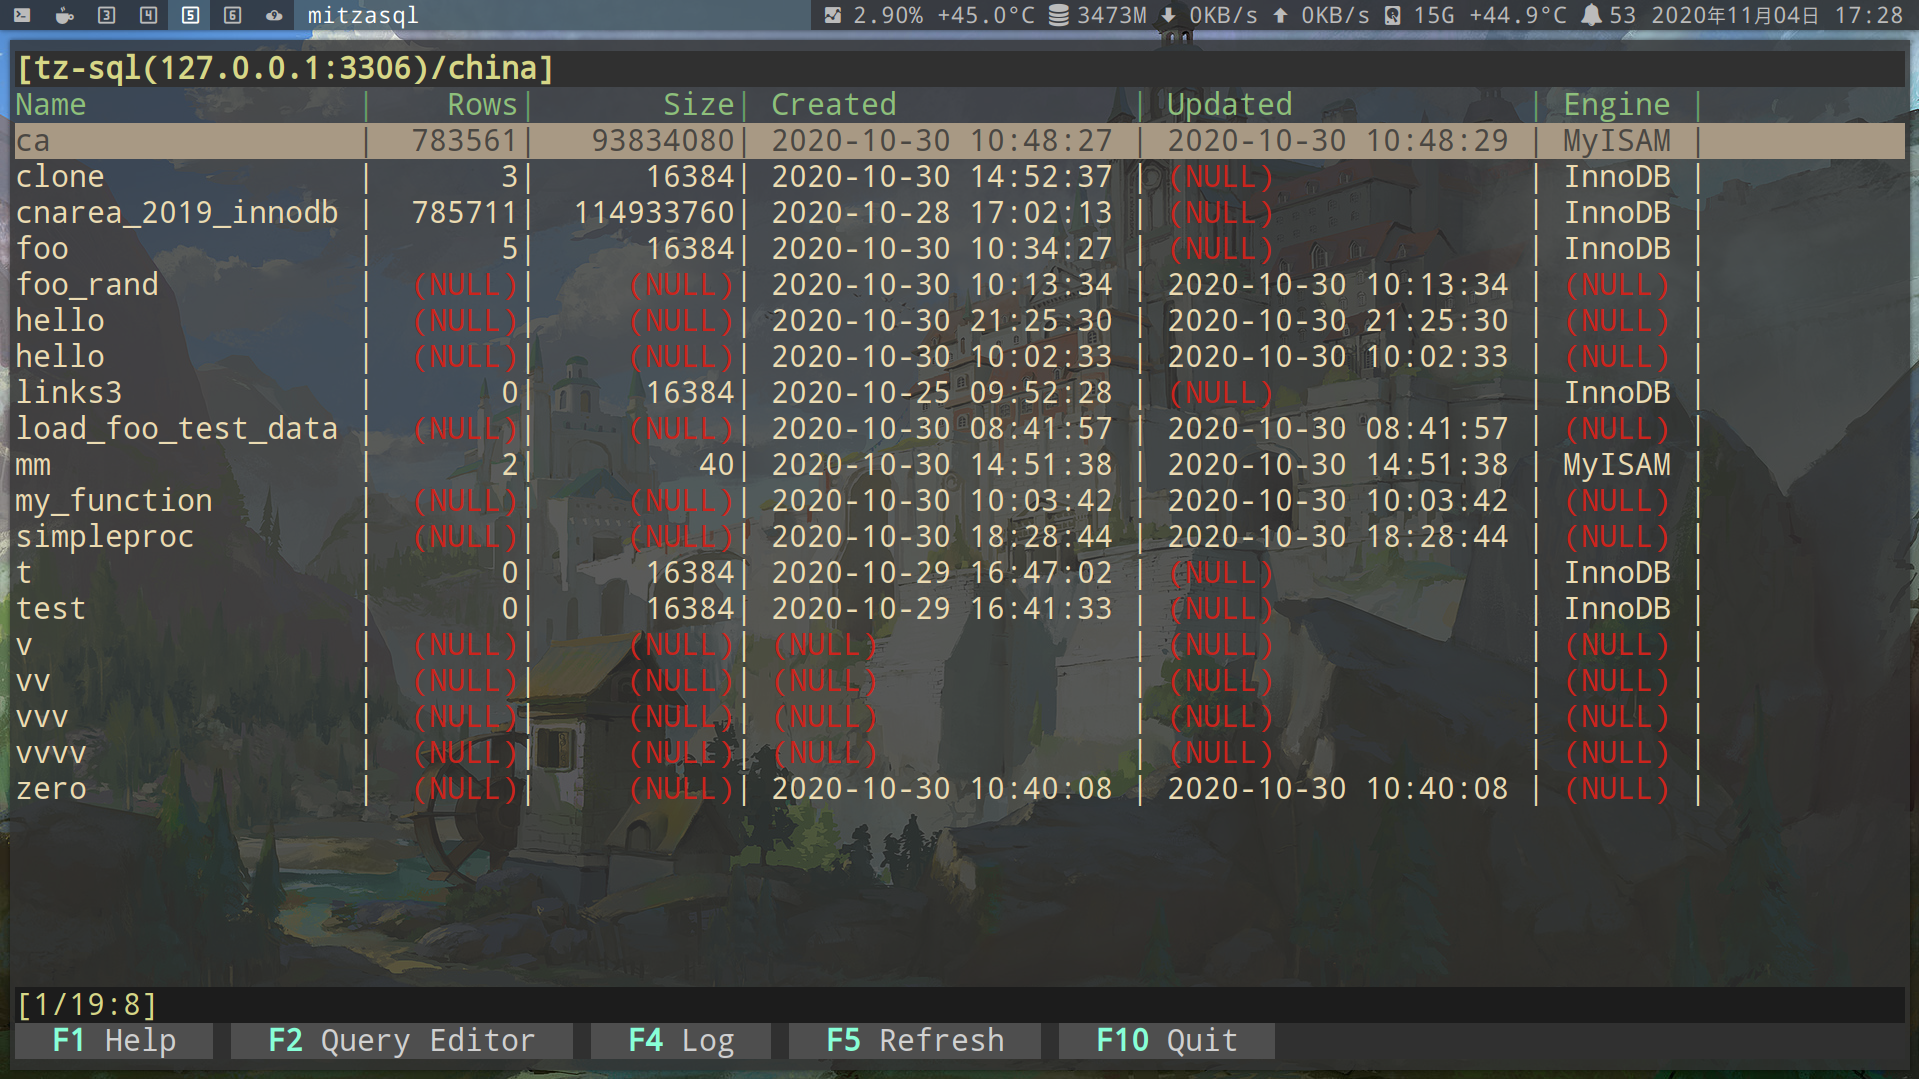 3 4 5 6 mitzasql 2.90% +45.0°C 3473M 0KB/s 0KB/s 15G +44.9°C 53 2020年11月04日 17:28
[tz-sql(127.0.0.1:3306)/china]
Name | Rows| Size| Created | Updated | Engine |
ca | 783561| 93834080| 2020-10-30 10:48:27 | 2020-10-30 10:48:29 | MyISAM |
clone | 3| 16384| 2020-10-30 14:52:37 | (NULL) | InnoDB |
cnarea_2019_innodb | 785711| 114933760| 2020-10-28 17:02:13 | (NULL) | InnoDB |
foo | 5| 16384| 2020-10-30 10:34:27 | (NULL) | InnoDB |
foo_rand | (NULL)| (NULL)| 2020-10-30 10:13:34 | 2020-10-30 10:13:34 | (NULL) |
hello | (NULL)| (NULL)| 2020-10-30 21:25:30 | 2020-10-30 21:25:30 | (NULL) |
hello | (NULL)| (NULL)| 2020-10-30 10:02:33 | 2020-10-30 10:02:33 | (NULL) |
links3 | 0| 16384| 2020-10-25 09:52:28 | (NULL) | InnoDB |
load_foo_test_data | (NULL)| (NULL)| 2020-10-30 08:41:57 | 2020-10-30 08:41:57 | (NULL) |
mm | 2| 40| 2020-10-30 14:51:38 | 2020-10-30 14:51:38 | MyISAM |
my_function | (NULL)| (NULL)| 2020-10-30 10:03:42 | 2020-10-30 10:03:42 | (NULL) |
simpleproc | (NULL)| (NULL)| 2020-10-30 18:28:44 | 2020-10-30 18:28:44 | (NULL) |
t | 0| 16384| 2020-10-29 16:47:02 | (NULL) | InnoDB |
test | 0| 16384| 2020-10-29 16:41:33 | (NULL) | InnoDB |
v | (NULL)| (NULL)| (NULL) | (NULL) | (NULL) |
vv | (NULL)| (NULL)| (NULL) | (NULL) | (NULL) |
vvv | (NULL)| (NULL)| (NULL) | (NULL) | (NULL) |
vvvv | (NULL)| (NULL)| (NULL) | (NULL) | (NULL) |
zero | (NULL)| (NULL)| 2020-10-30 10:40:08 | 2020-10-30 10:40:08 | (NULL) |
[1/19:8]
F1 Help F2 Query Editor F4 Log F5 Refresh F10 Quit